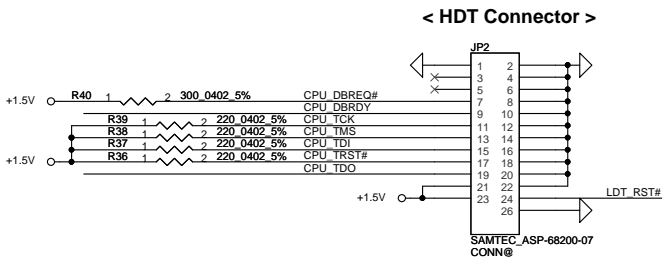 < HDT Connector >
JP2
1 2
3 4
5 6
+1.5V R40 1 2 300_0402_5% CPU_DBREQ# 7 8
CPU_DBRDY 9 10
R39 1 2 220_0402_5% CPU_TCK 11 12
R38 1 2 220_0402_5% CPU_TMS 13 14
R37 1 2 220_0402_5% CPU_TDI 15 16
+1.5V R36 1 2 220_0402_5% CPU_TRST# 17 18
CPU_TDO 19 20
21 22
+1.5V 23 24 LDT_RST#
26
SAMTEC_ASP-68200-07
CONN@